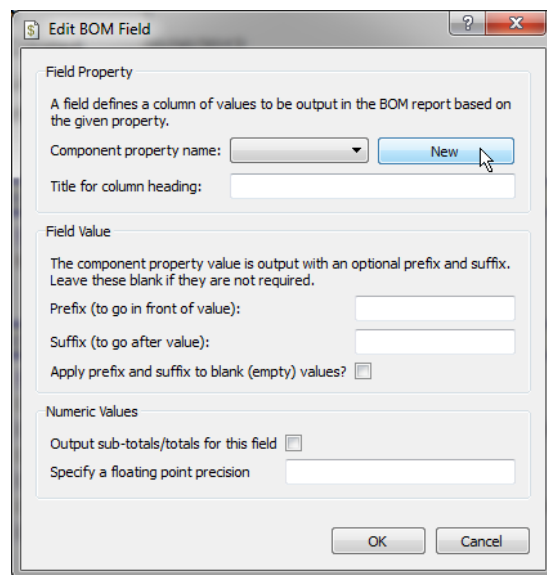 $ Edit BOM Field ? X
Field Property
A field defines a column of values to be output in the BOM report based on
the given property.
Component property name: New
Title for column heading:
Field Value
The component property value is output with an optional prefix and suffix.
Leave these blank if they are not required.
Prefix (to go in front of value):
Suffix (to go after value):
Apply prefix and suffix to blank (empty) values?
Numeric Values
Output sub-totals/totals for this field
Specify a floating point precision
OK Cancel